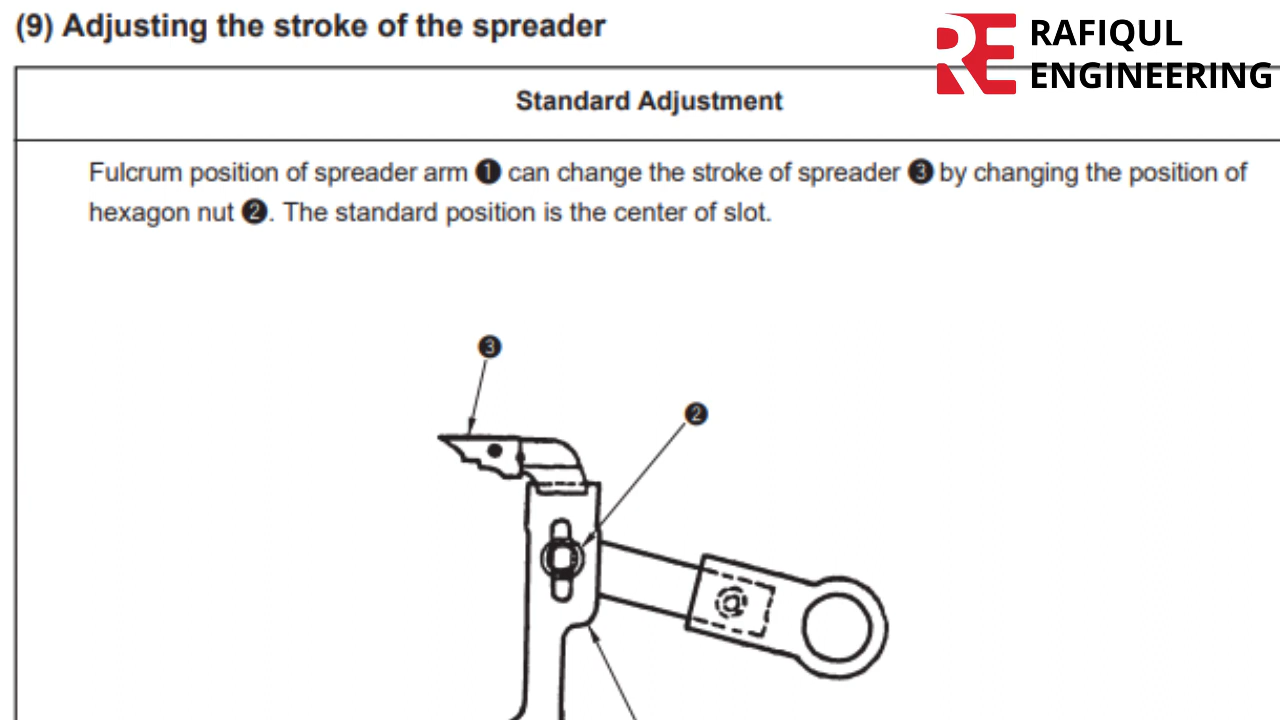 (9) Adjusting the stroke of the spreader
RAFIQUL
ENGINEERING
Standard Adjustment
Fulcrum position of spreader arm ❶ can change the stroke of spreader ❸ by changing the position of
hexagon nut ❷. The standard position is the center of slot.
❸
❷